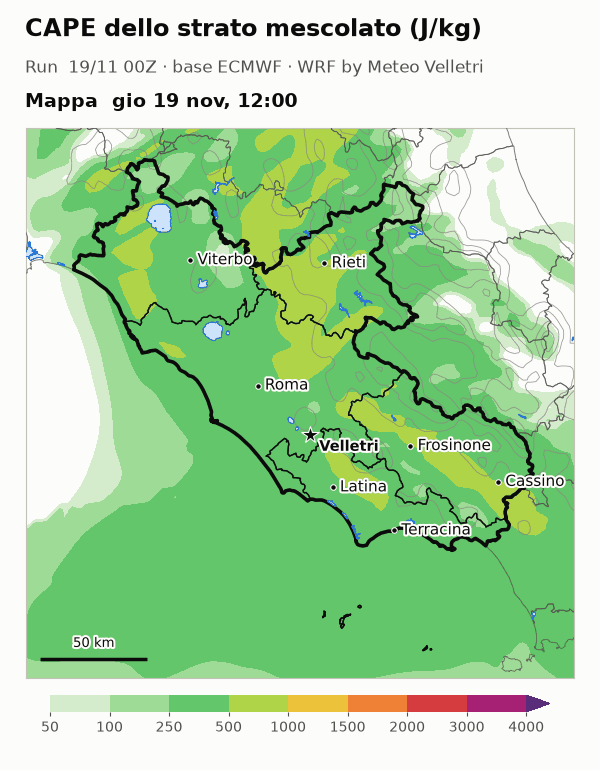 CAPE dello strato mescolato (J/kg)
Run 19/11 00Z · base ECMWF · WRF by Meteo Velletri
Mappa gio 19 nov, 12:00
Viterbo
Rieti
Roma
Velletri
Frosinone
Latina
Cassino
Terracina
50 km
50 100 250 500 1000 1500 2000 3000 4000